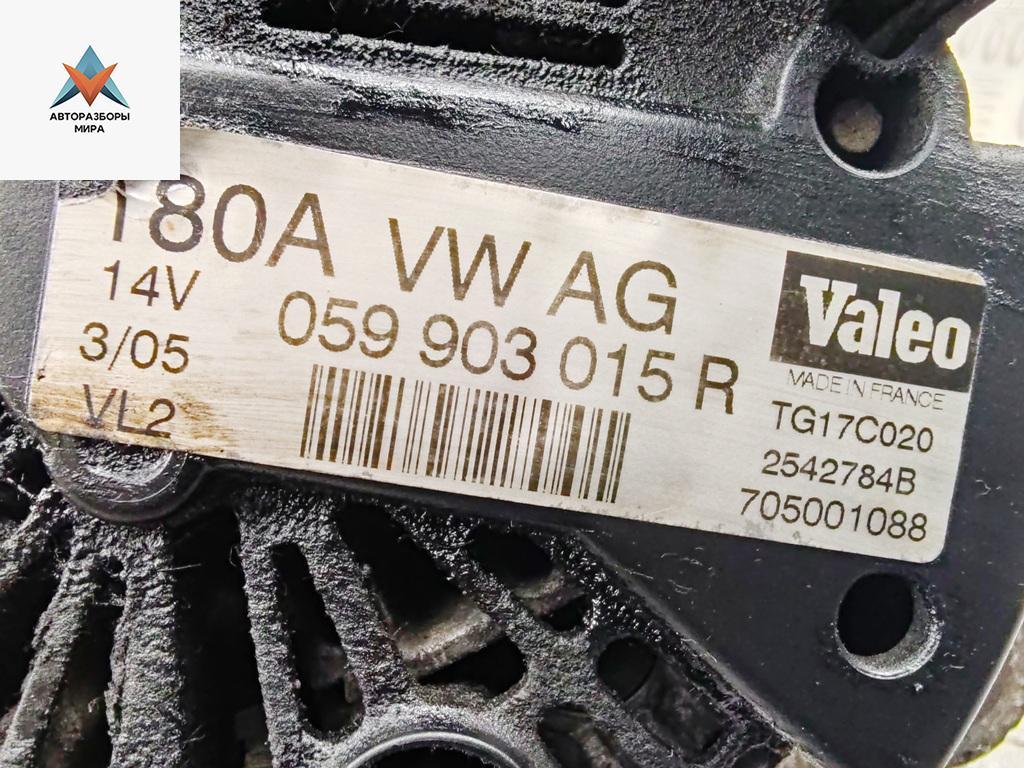 АВТОРАЗБОРЫ
МИРА
180A VW AG
14V
059 903 015 R
3/05
VL2
Valeo
MADE IN FRANCE
TG17C020
2542784B
705001088